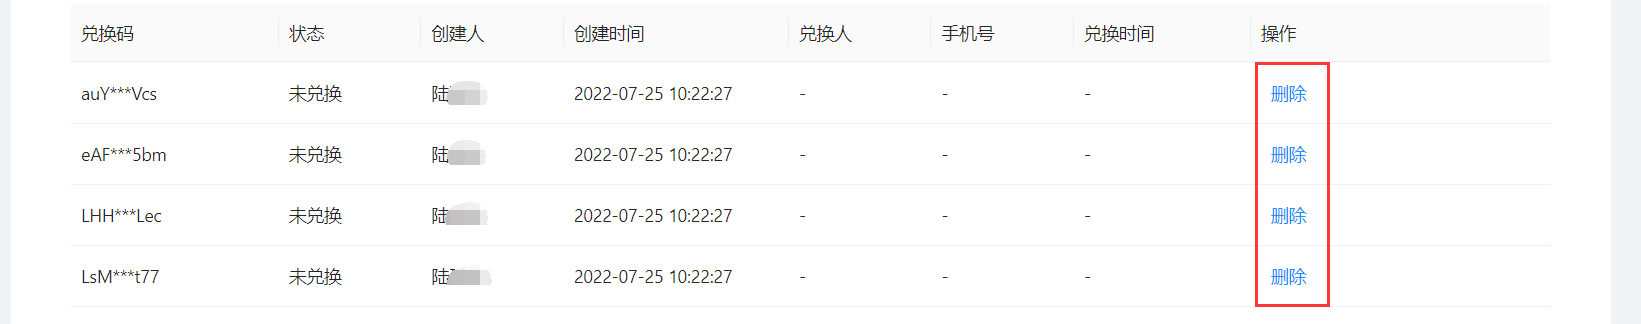 兑换码 状态 创建人 创建时间 兑换人 手机号 兑换时间 操作
auY***Vcs 未兑换 陆 2022-07-25 10:22:27 - - - 删除
eAF***5bm 未兑换 陆 2022-07-25 10:22:27 - - - 删除
LHH***Lec 未兑换 陆 2022-07-25 10:22:27 - - - 删除
LsM***t77 未兑换 陆 2022-07-25 10:22:27 - - - 删除